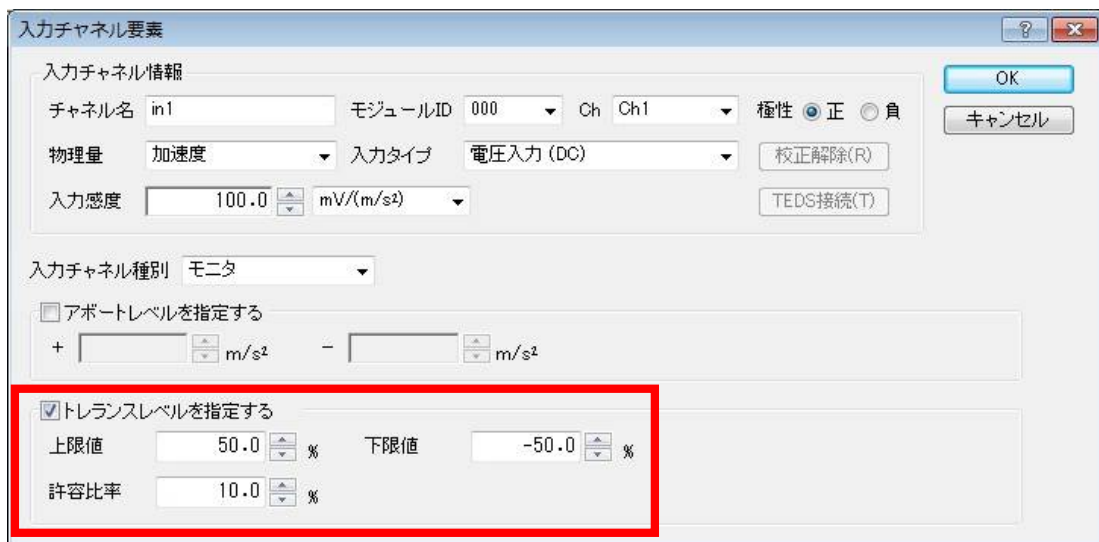 入力チャネル要素
入力チャネル情報
OK
チャネル名 in1 モジュールID 000 Ch Ch1 極性 正 負
キャンセル
物理量 加速度 入力タイプ 電圧入力(DC) 校正解除(R)
入力感度 100.0 mV/(m/s²) TEDS接続(T)
入力チャネル種別 モニタ
アボートレベルを指定する
+ m/s² - m/s²
トレランスレベルを指定する
上限値 50.0 % 下限値 -50.0 %
許容比率 10.0 %